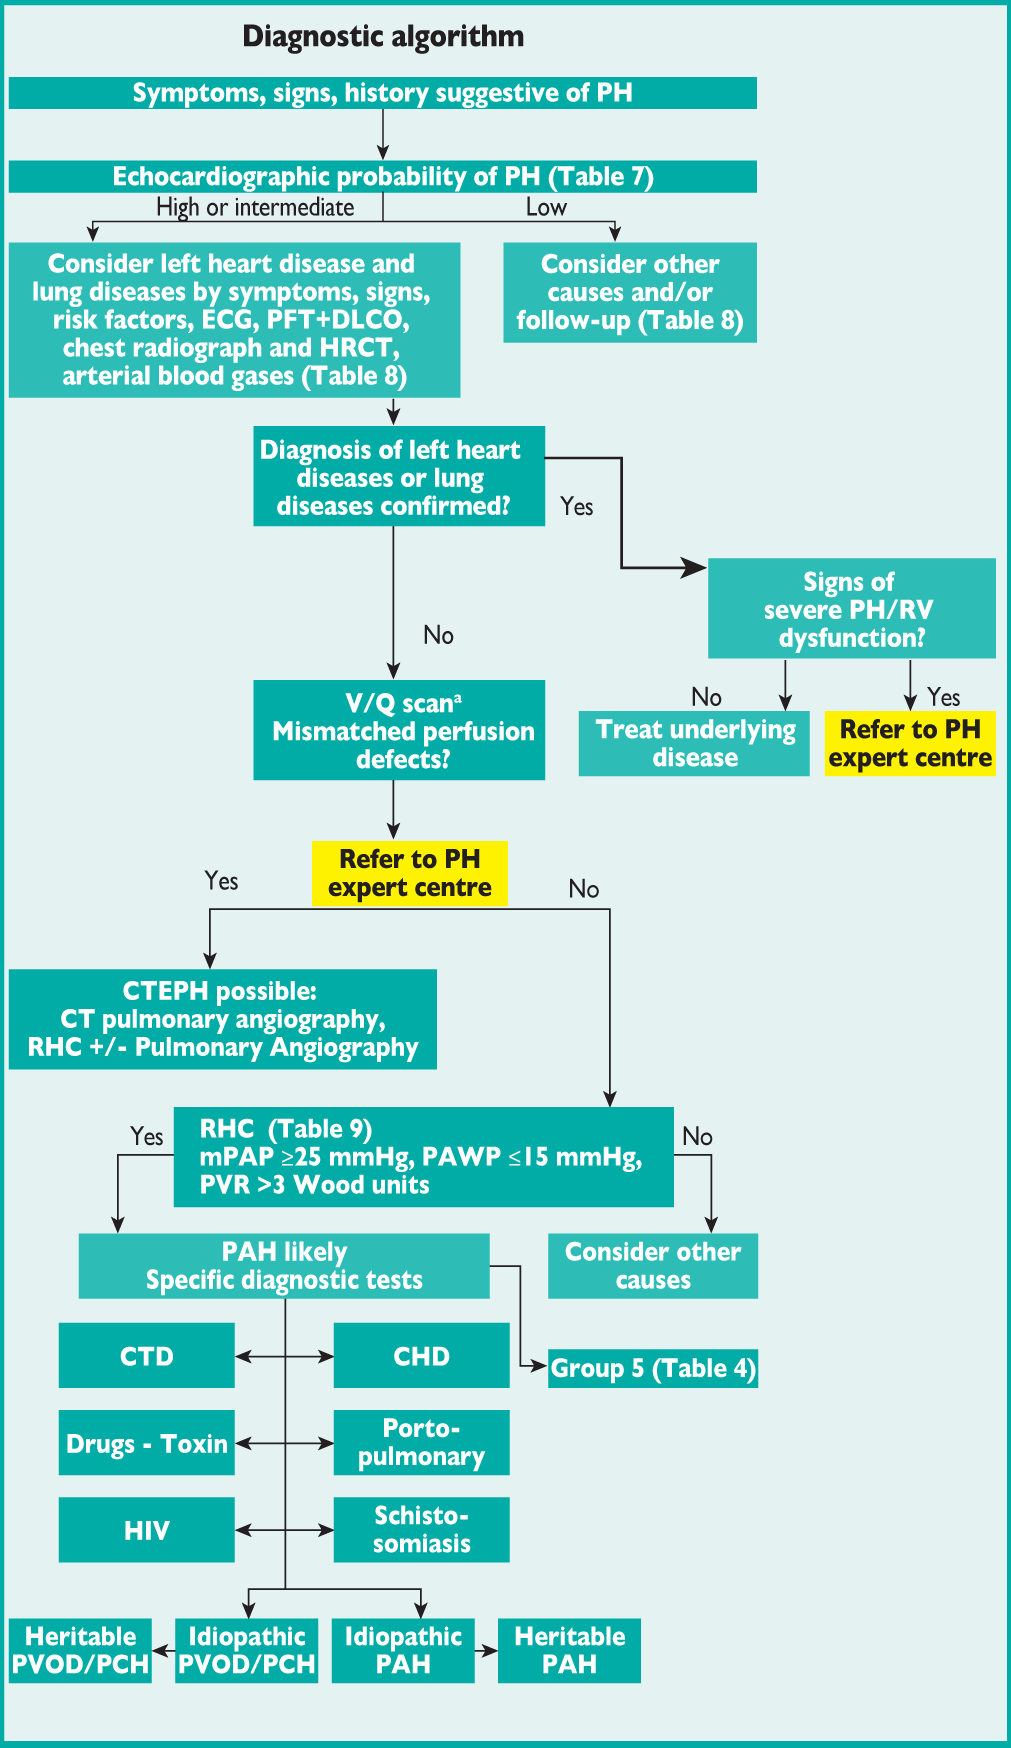 Diagnostic algorithm
Symptoms, signs, history suggestive of PH
Echocardiographic probability of PH (Table 7)
High or intermediate
Low
Consider left heart disease and
lung diseases by symptoms, signs,
risk factors, ECG, PFT+DLCO,
chest radiograph and HRCT,
arterial blood gases (Table 8)
Consider other
causes and/or
follow-up (Table 8)
Diagnosis of left heart
diseases or lung
diseases confirmed?
Yes
Signs of
severe PH/RV
dysfunction?
No
No
Yes
Treat underlying
disease
Refer to PH
expert centre
V/Q scanª
Mismatched perfusion
defects?
Refer to PH
expert centre
Yes
No
CTEPH possible:
CT pulmonary angiography,
RHC +/- Pulmonary Angiography
RHC (Table 9)
mPAP ≥25 mmHg, PAWP ≤15 mmHg,
PVR >3 Wood units
Yes
No
PAH likely
Specific diagnostic tests
Consider other
causes
CTD
CHD
Group 5 (Table 4)
Drugs - Toxin
Porto-
pulmonary
HIV
Schisto-
somiasis
Heritable
PVOD/PCH
Idiopathic
PVOD/PCH
Idiopathic
PAH
Heritable
PAH